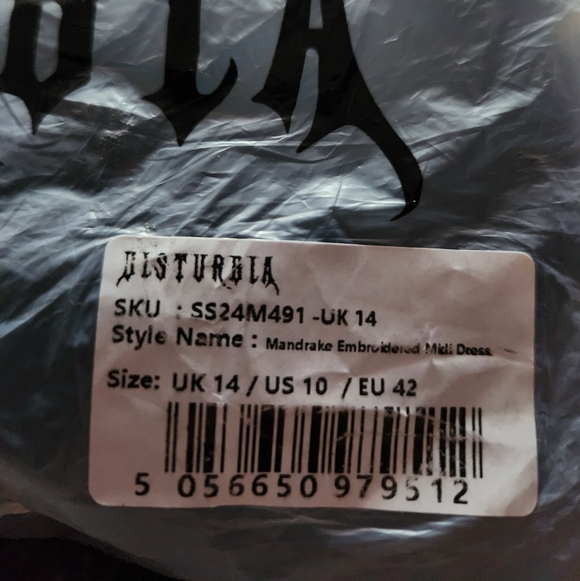 BIA
DISTURBIA
SKU : SS24M491 -UK 14
Style Name : Mandrake Embroidered Midi Dress
Size: UK 14 / US 10 / EU 42
5 056650 979512